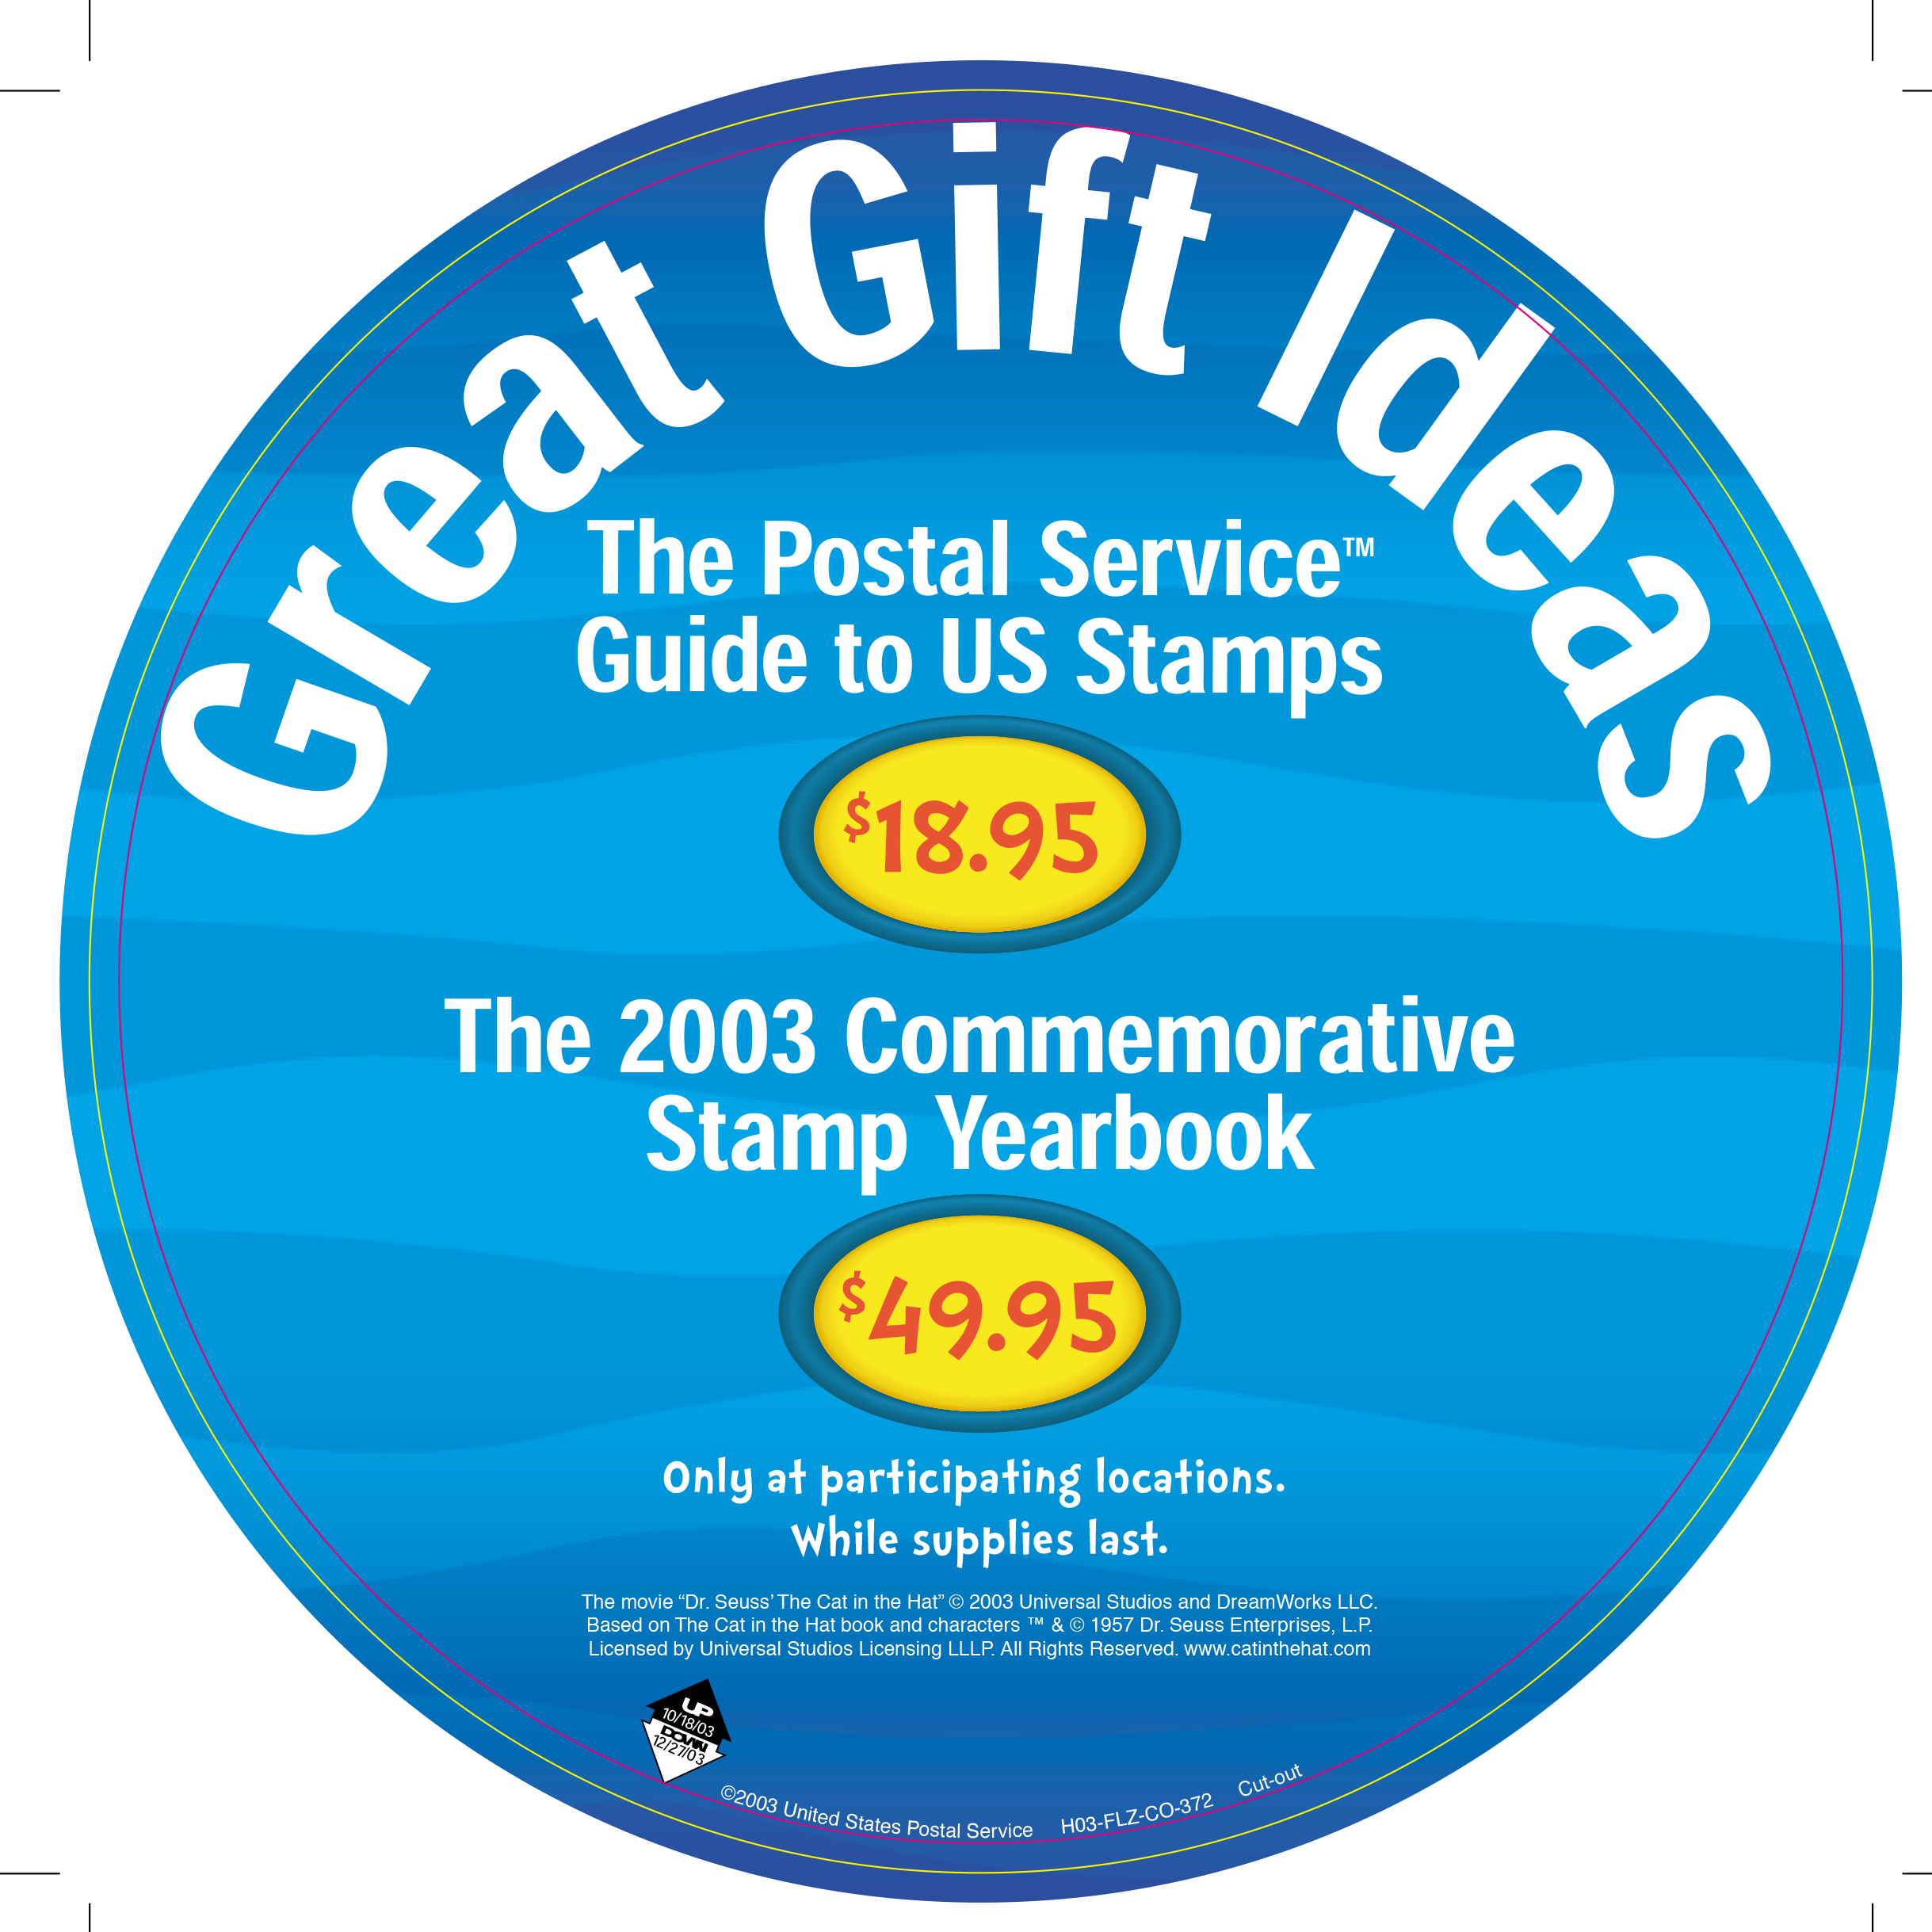 Great Gift Ideas
The Postal Service™
Guide to US Stamps
$18.95
The 2003 Commemorative
Stamp Yearbook
$49.95
Only at participating locations.
While supplies last.
The movie “Dr. Seuss’ The Cat in the Hat” © 2003 Universal Studios and DreamWorks LLC.
Based on The Cat in the Hat book and characters ™ & © 1957 Dr. Seuss Enterprises, L.P.
Licensed by Universal Studios Licensing LLLP. All Rights Reserved. www.catinthehat.com
UP
10/18/03
DOWN
12/27/03
©2003 United States Postal Service H03-FLZ-CO-372 Cut-out